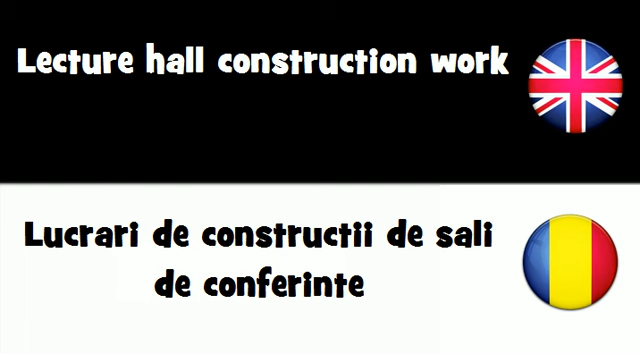 Lecture hall construction work
Lucrari de constructii de sali
de conferinte